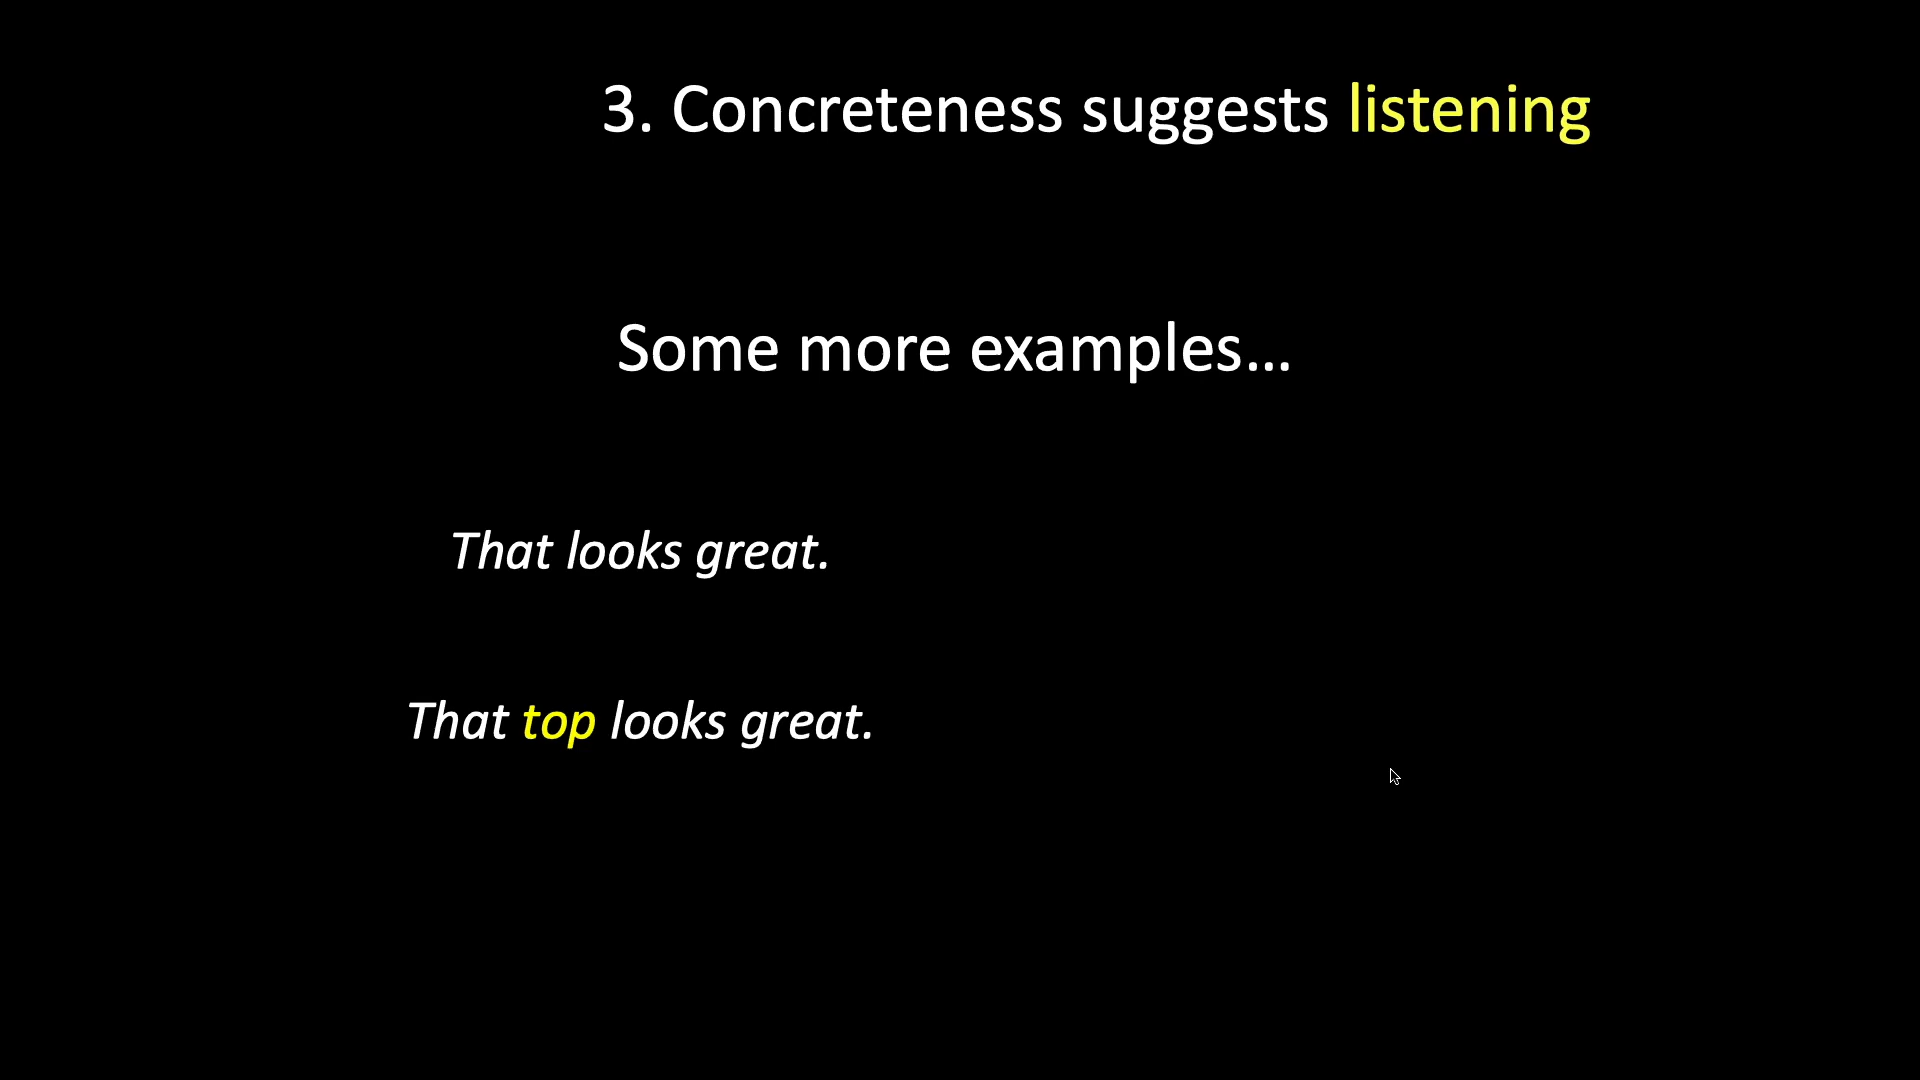 3. Concreteness suggests listening
Some more examples...
That looks great.
That top looks great.